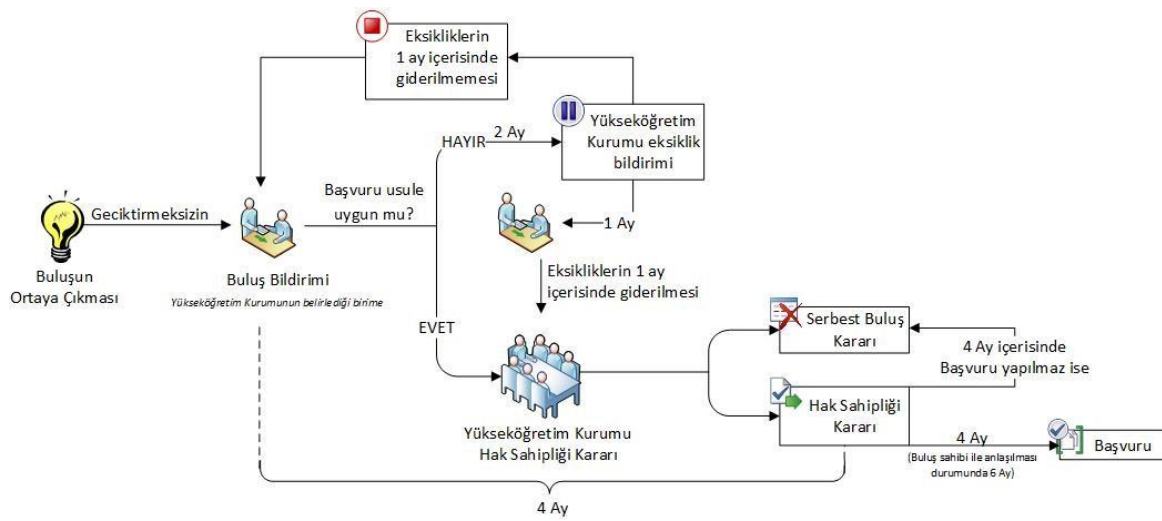 Eksikliklerin
1 ay içerisinde
giderilmemesi
Yükseköğretim
Kurumu eksiklik
bildirimi
HAYIR
2 Ay
Başvuru usule
uygun mu?
Geciktirmeksizin
1 Ay
Buluşun
Ortaya Çıkması
Buluş Bildirimi
Yükseköğretim Kurumunun belirlediği birime
Eksikliklerin 1 ay
içerisinde giderilmesi
EVET
Serbest Buluş
Kararı
4 Ay içerisinde
Başvuru yapılmaz ise
Hak Sahipliği
Kararı
Yükseköğretim Kurumu
Hak Sahipliği Kararı
4 Ay
(Buluş sahibi ile anlaşılması
durumunda 6 Ay)
Başvuru
4 Ay